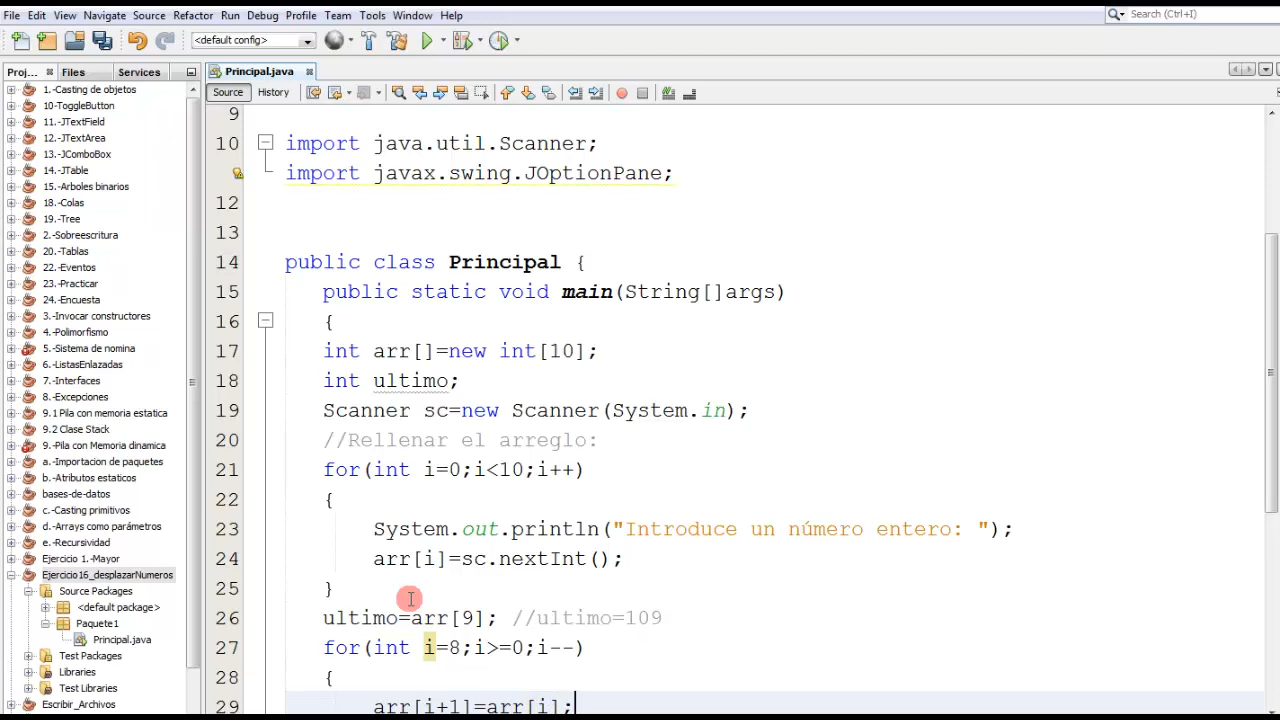 File Edit View Navigate Source Refactor Run Debug Profile Team Tools Window Help
Search (Ctrl+I)
<default config>
Proj... Files Services
Principal.java
Source History
1.-Casting de objetos
10-ToggleButton
11.-JTextField
12.-JTextArea
13.-JComboBox
14.-JTable
15.-Arboles binarios
18.-Colas
19.-Tree
2.-Sobreescritura
20.-Tablas
22.-Eventos
23.-Practicar
24.-Encuesta
3.-Invocar constructores
4.-Polimorfismo
5.-Sistema de nomina
6.-ListasEnlazadas
7.-Interfaces
8.-Excepciones
9.1 Pila con memoria estatica
9.2 Clase Stack
9.-Pila con Memoria dinamica
a.-Importacion de paquetes
b.-Atributos estaticos
bases-de-datos
c.-Casting primitivos
d.-Arrays como parámetros
e.-Recursividad
Ejercicio 1.-Mayor
Ejercicio16_desplazarNumeros
Source Packages
<default package>
Paquete1
Principal.java
Test Packages
Libraries
Test Libraries
Escribir_Archivos
9
10 import java.util.Scanner;
import javax.swing.JOptionPane;
12
13
14 public class Principal {
15 public static void main(String[]args)
16 {
17 int arr[]=new int[10];
18 int ultimo;
19 Scanner sc=new Scanner(System.in);
20 //Rellenar el arreglo:
21 for(int i=0;i<10;i++)
22 {
23 System.out.println("Introduce un número entero: ");
24 arr[i]=sc.nextInt();
25 }
26 ultimo=arr[9]; //ultimo=109
27 for(int i=8;i>=0;i--)
28 {
29 arr[i+1]=arr[i];